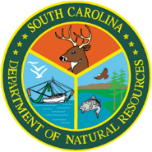 SOUTH CAROLINA
DEPARTMENT OF NATURAL RESOURCES